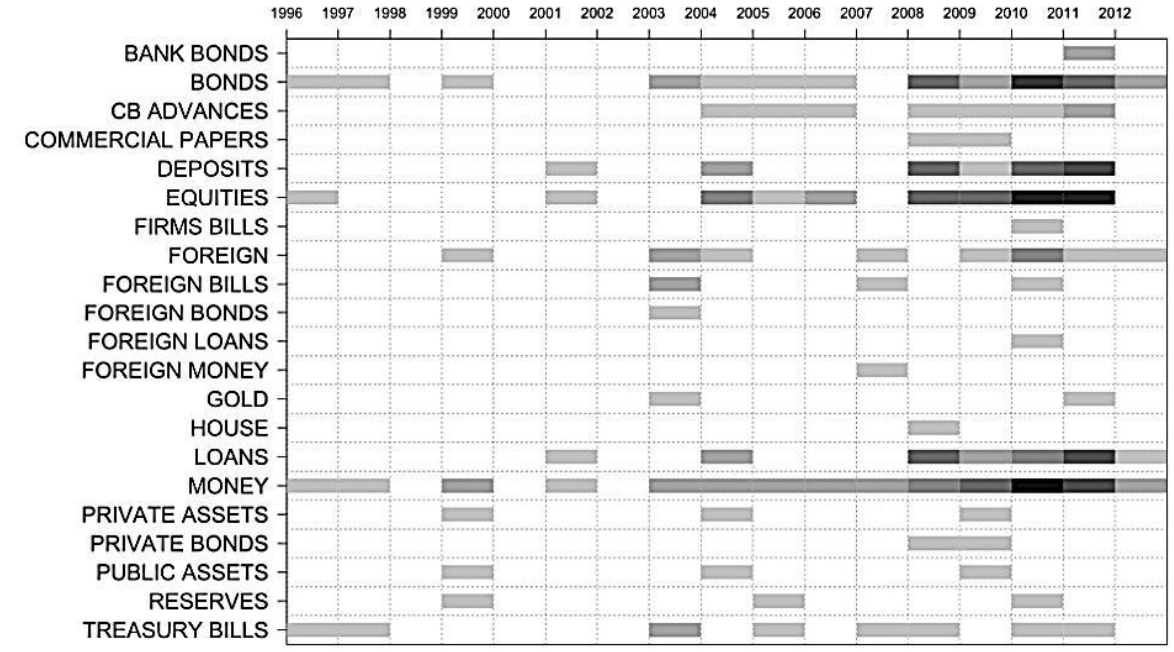 1996 1997 1998 1999 2000 2001 2002 2003 2004 2005 2006 2007 2008 2009 2010 2011 2012
BANK BONDS
BONDS
CB ADVANCES
COMMERCIAL PAPERS
DEPOSITS
EQUITIES
FIRMS BILLS
FOREIGN
FOREIGN BILLS
FOREIGN BONDS
FOREIGN LOANS
FOREIGN MONEY
GOLD
HOUSE
LOANS
MONEY
PRIVATE ASSETS
PRIVATE BONDS
PUBLIC ASSETS
RESERVES
TREASURY BILLS